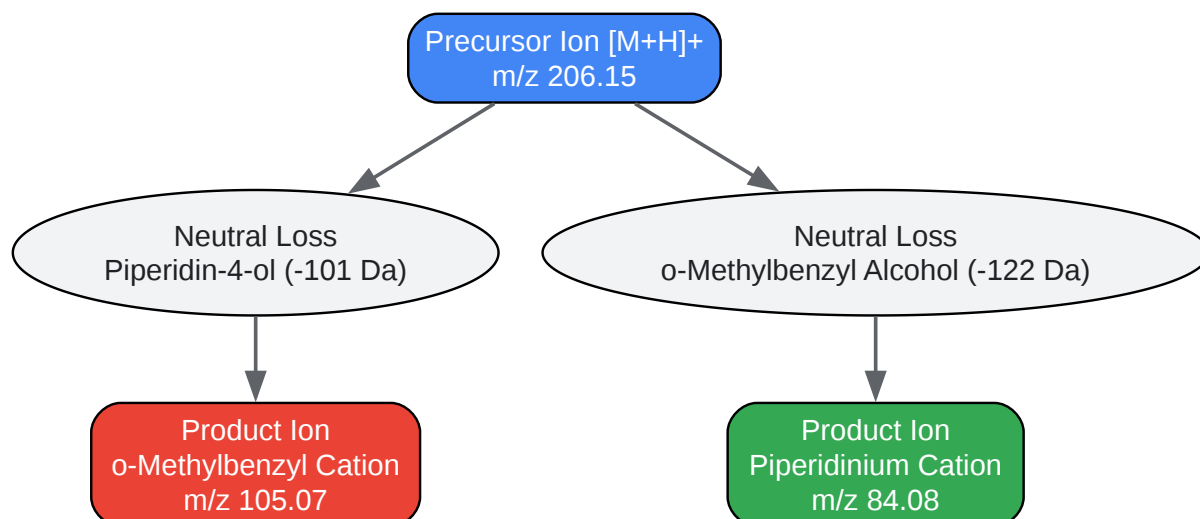 Precursor Ion [M+H]+
m/z 206.15
Neutral Loss
Piperidin-4-ol (-101 Da)
Neutral Loss
o-Methylbenzyl Alcohol (-122 Da)
Product Ion
o-Methylbenzyl Cation
m/z 105.07
Product Ion
Piperidinium Cation
m/z 84.08